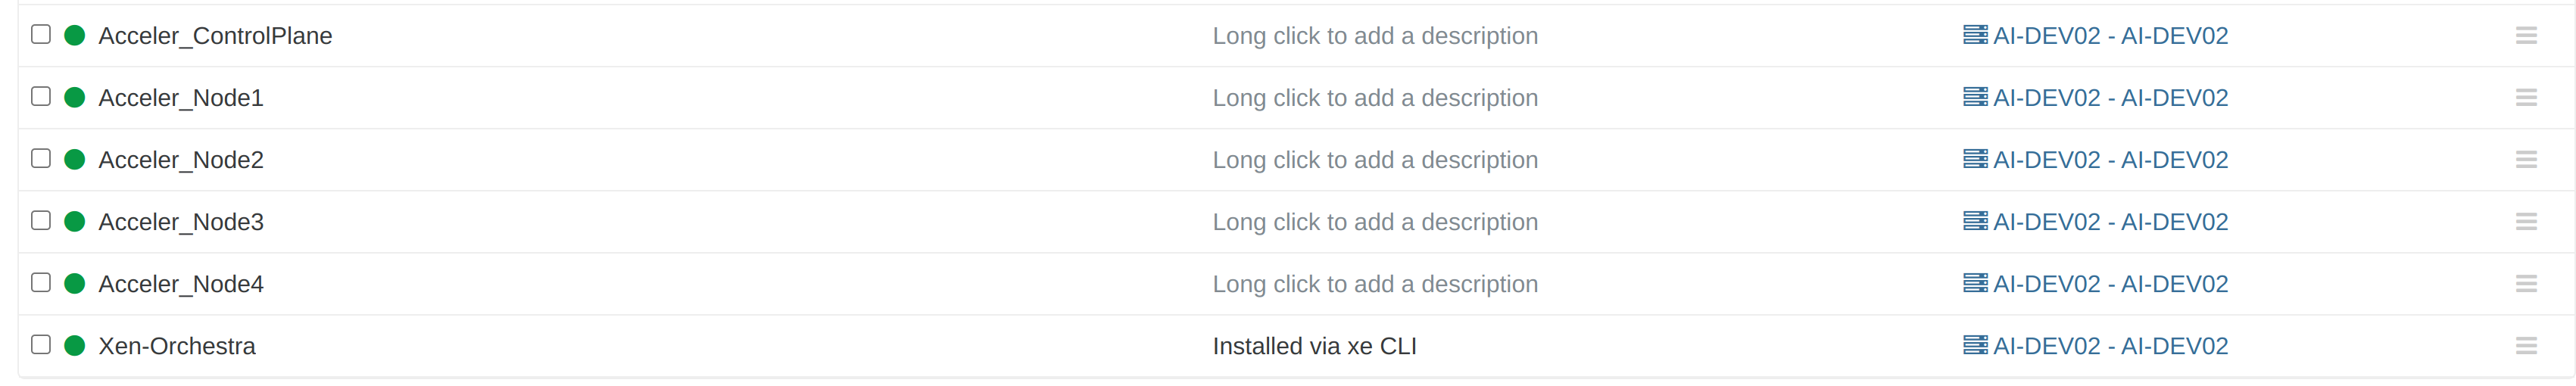 Acceler_ControlPlane Long click to add a description AI-DEV02 - AI-DEV02
Acceler_Node1 Long click to add a description AI-DEV02 - AI-DEV02
Acceler_Node2 Long click to add a description AI-DEV02 - AI-DEV02
Acceler_Node3 Long click to add a description AI-DEV02 - AI-DEV02
Acceler_Node4 Long click to add a description AI-DEV02 - AI-DEV02
Xen-Orchestra Installed via xe CLI AI-DEV02 - AI-DEV02